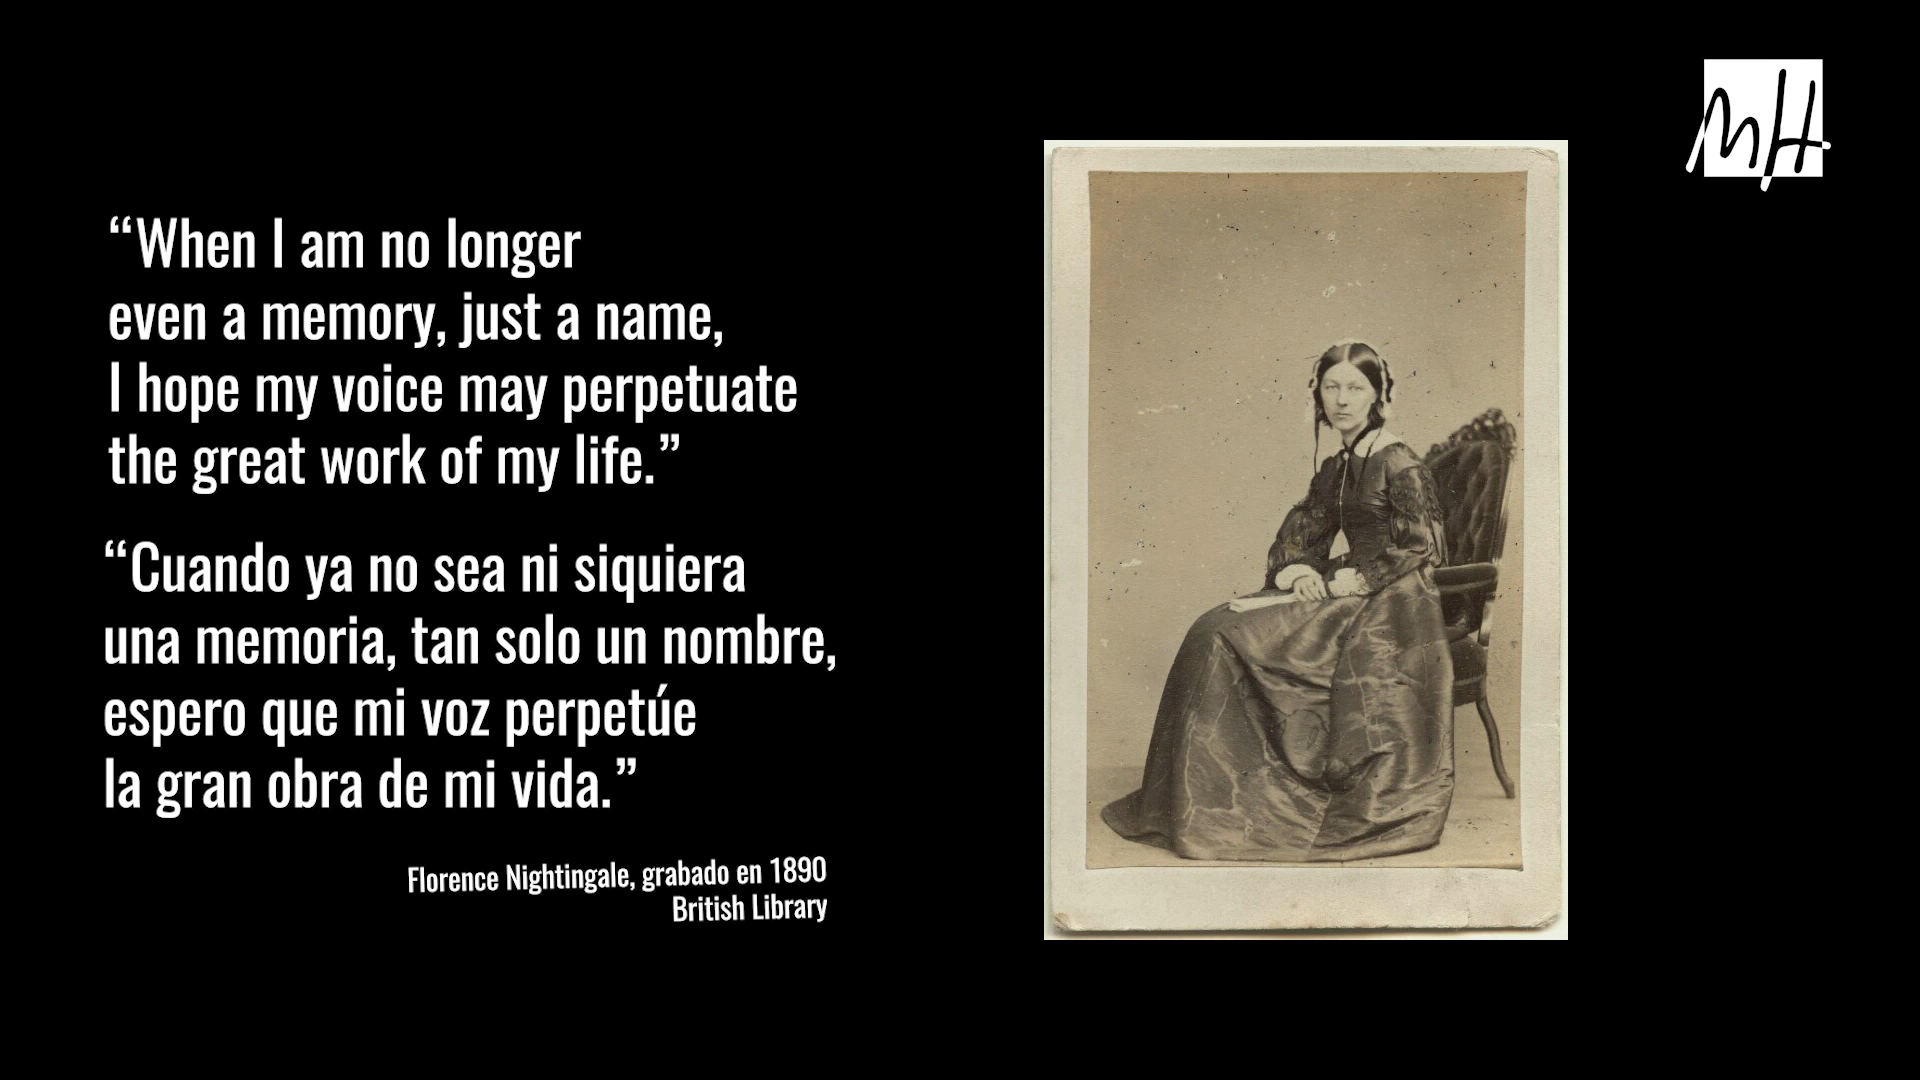 “When I am no longer
even a memory, just a name,
I hope my voice may perpetuate
the great work of my life.”
“Cuando ya no sea ni siquiera
una memoria, tan solo un nombre,
espero que mi voz perpetúe
la gran obra de mi vida.”
Florence Nightingale, grabado en 1890
British Library
MH